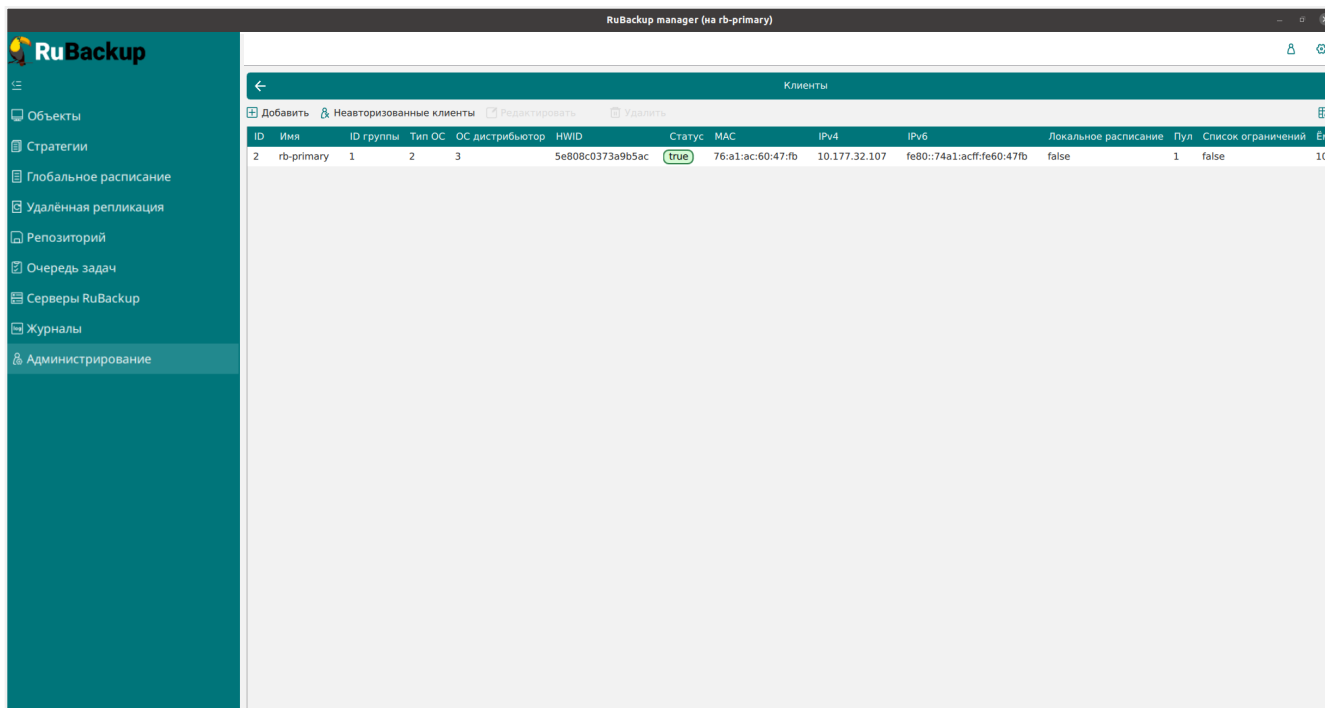 RuBackup manager (на rb-primary)
RuBackup
Клиенты
Добавить Неавторизованные клиенты Редактировать Удалить
ID Имя ID группы Тип ОС ОС дистрибьютор HWID Статус MAC IPv4 IPv6 Локальное расписание Пул Список ограничений
2 rb-primary 1 2 3 5e808c0373a9b5ac true 76:a1:ac:60:47:fb 10.177.32.107 fe80::74a1:acff:fe60:47fb false 1 false
Объекты
Стратегии
Глобальное расписание
Удалённая репликация
Репозиторий
Очередь задач
Серверы RuBackup
Журналы
Администрирование